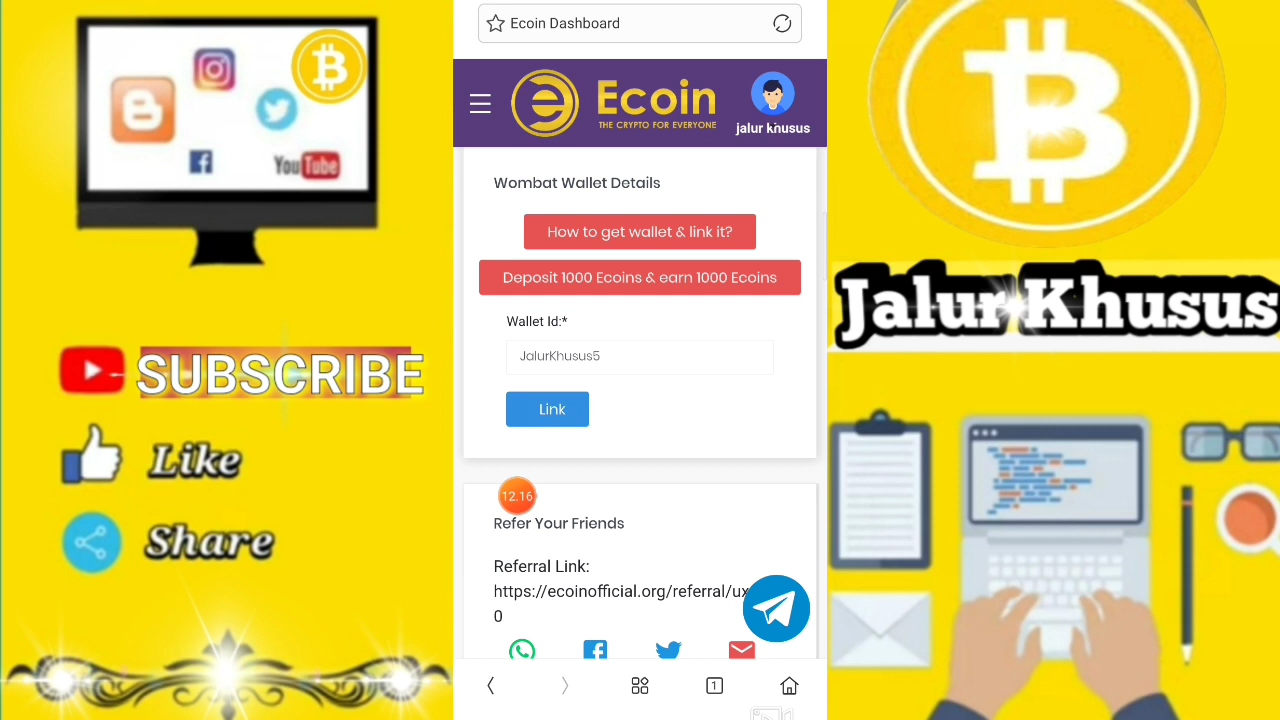 YouTube
SUBSCRIBE
Like
Share
Ecoin Dashboard
Ecoin
THE CRYPTO FOR EVERYONE
jalur khusus
Wombat Wallet Details
How to get wallet & link it?
Deposit 1000 Ecoins & earn 1000 Ecoins
Wallet Id:*
JalurKhusus5
Link
12.16
Refer Your Friends
Referral Link:
https://ecoinofficial.org/referral/ux
0
1
Jalur Khusus